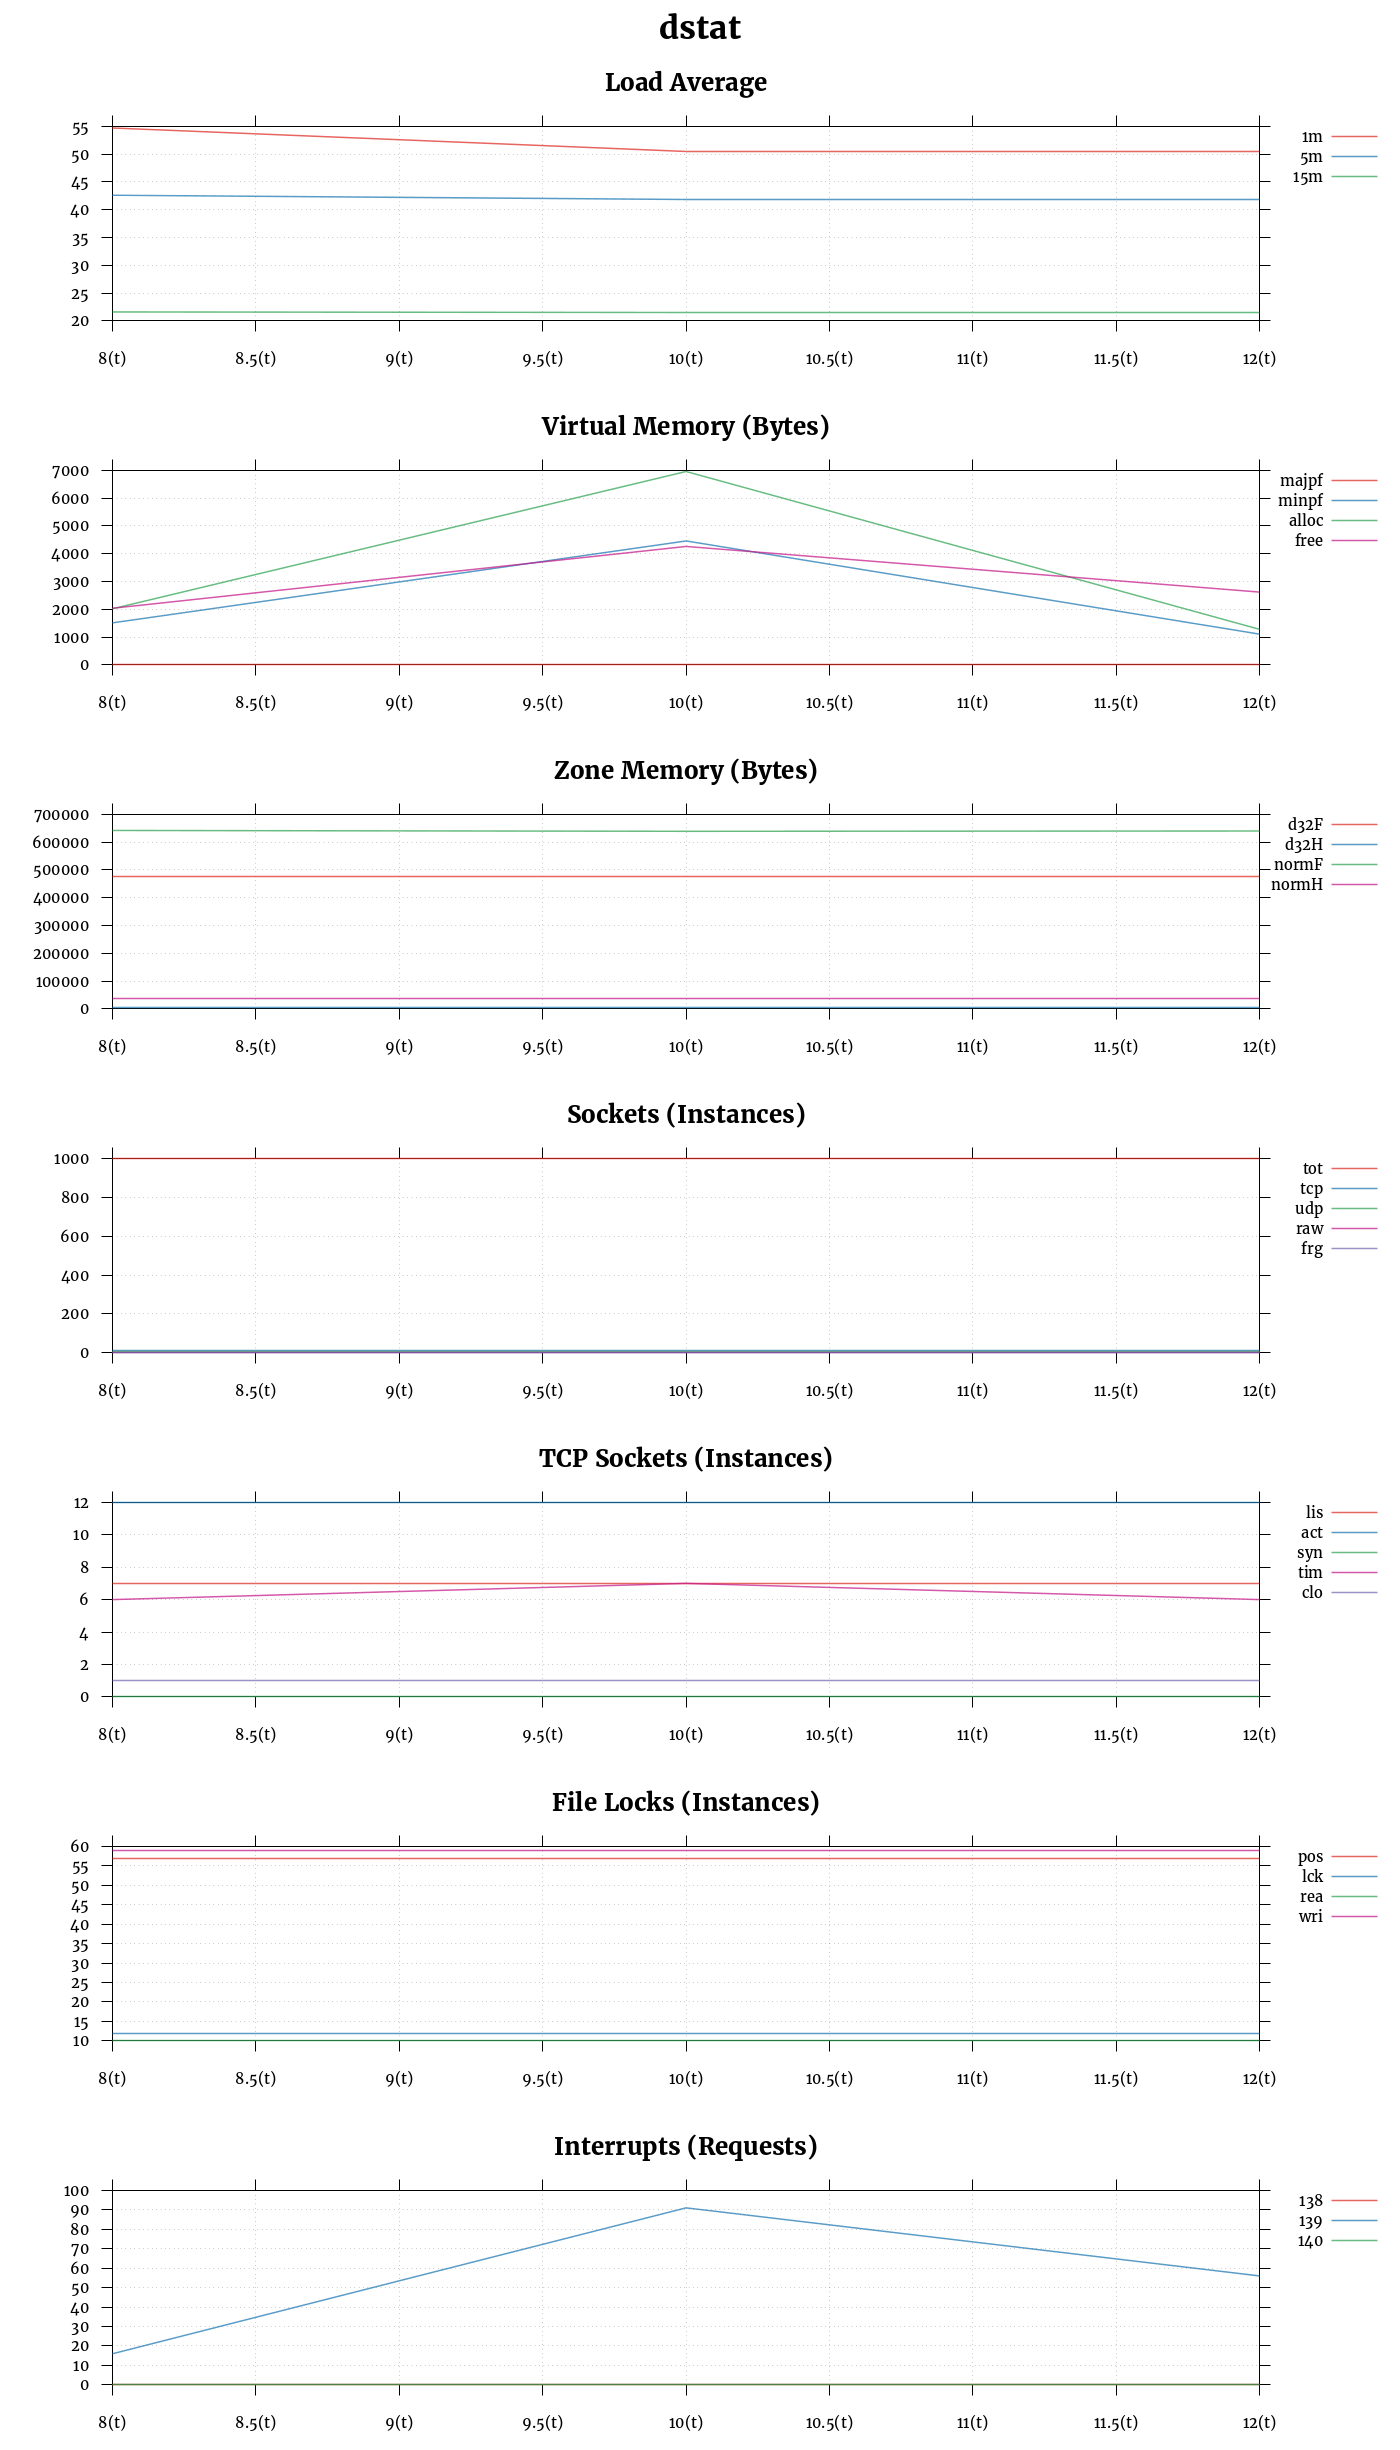 dstat
Load Average
55
50
45
40
35
30
25
20
8(t) 8.5(t) 9(t) 9.5(t) 10(t) 10.5(t) 11(t) 11.5(t) 12(t)
1m
5m
15m
Virtual Memory (Bytes)
7000
6000
5000
4000
3000
2000
1000
0
8(t) 8.5(t) 9(t) 9.5(t) 10(t) 10.5(t) 11(t) 11.5(t) 12(t)
majpf
minpf
alloc
free
Zone Memory (Bytes)
700000
600000
500000
400000
300000
200000
100000
0
8(t) 8.5(t) 9(t) 9.5(t) 10(t) 10.5(t) 11(t) 11.5(t) 12(t)
d32F
d32H
normF
normH
Sockets (Instances)
1000
800
600
400
200
0
8(t) 8.5(t) 9(t) 9.5(t) 10(t) 10.5(t) 11(t) 11.5(t) 12(t)
tot
tcp
udp
raw
frg
TCP Sockets (Instances)
12
10
8
6
4
2
0
8(t) 8.5(t) 9(t) 9.5(t) 10(t) 10.5(t) 11(t) 11.5(t) 12(t)
lis
act
syn
tim
clo
File Locks (Instances)
60
55
50
45
40
35
30
25
20
15
10
8(t) 8.5(t) 9(t) 9.5(t) 10(t) 10.5(t) 11(t) 11.5(t) 12(t)
pos
lck
rea
wri
Interrupts (Requests)
100
90
80
70
60
50
40
30
20
10
0
8(t) 8.5(t) 9(t) 9.5(t) 10(t) 10.5(t) 11(t) 11.5(t) 12(t)
138
139
140